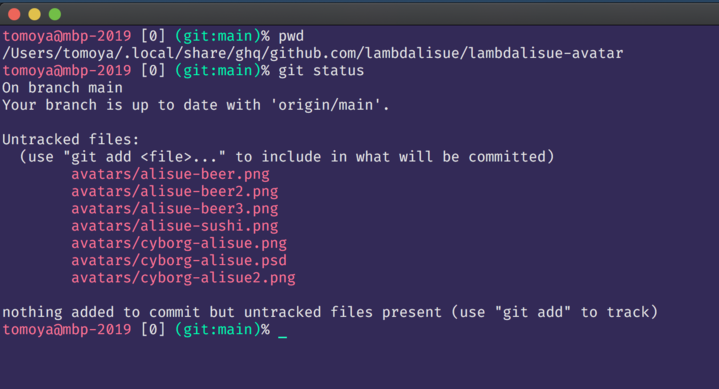 tomoya@mbp-2019 [0] (git:main)% pwd
/Users/tomoya/.local/share/ghq/github.com/lambdalisue/lambdalisue-avatar
tomoya@mbp-2019 [0] (git:main)% git status
On branch main
Your branch is up to date with 'origin/main'.

Untracked files:
  (use "git add <file>..." to include in what will be committed)
        avatars/alisue-beer.png
        avatars/alisue-beer2.png
        avatars/alisue-beer3.png
        avatars/alisue-sushi.png
        avatars/cyborg-alisue.png
        avatars/cyborg-alisue.psd
        avatars/cyborg-alisue2.png

nothing added to commit but untracked files present (use "git add" to track)
tomoya@mbp-2019 [0] (git:main)% _